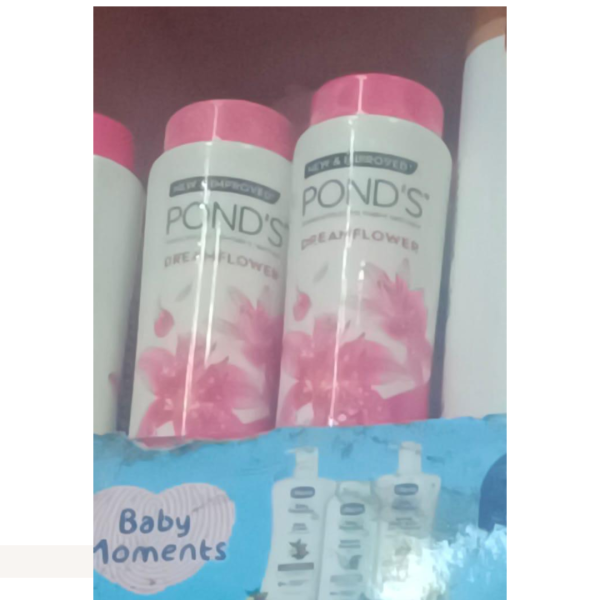 NEW & IMPROVED
POND'S
DREAMFLOWER
NEW & IMPROVED
POND'S
DREAMFLOWER
Baby
Moments